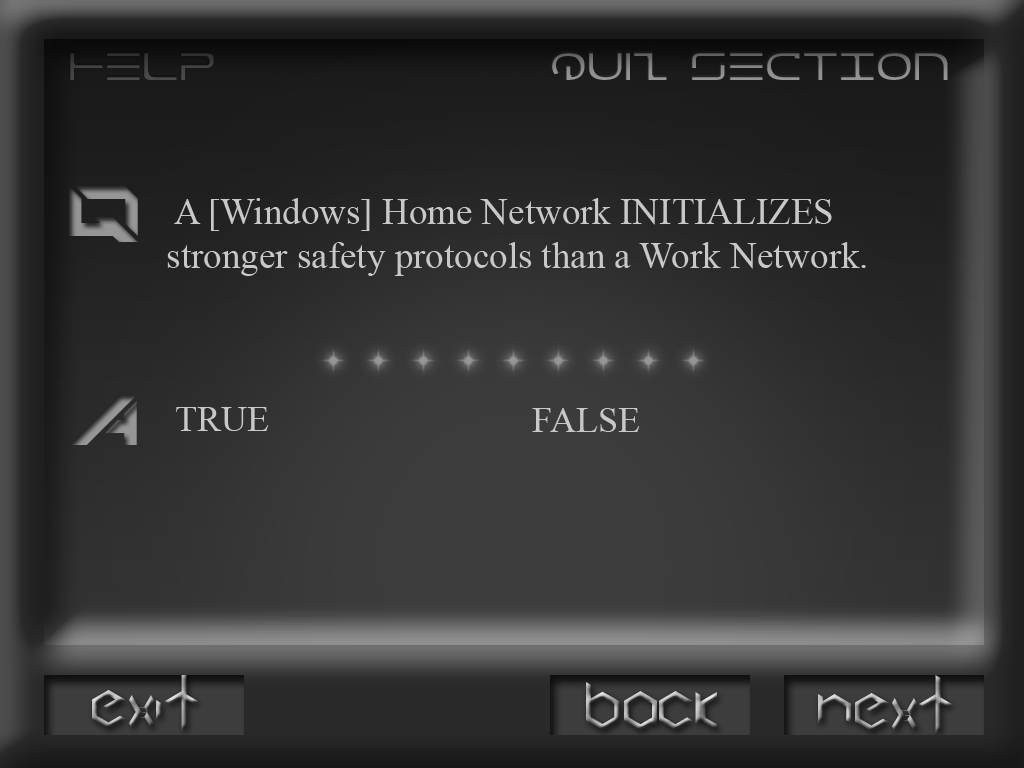 HELP
QUIZ SECTION
Q
A [Windows] Home Network INITIALIZES
stronger safety protocols than a Work Network.
A
TRUE
FALSE
exit
back
next